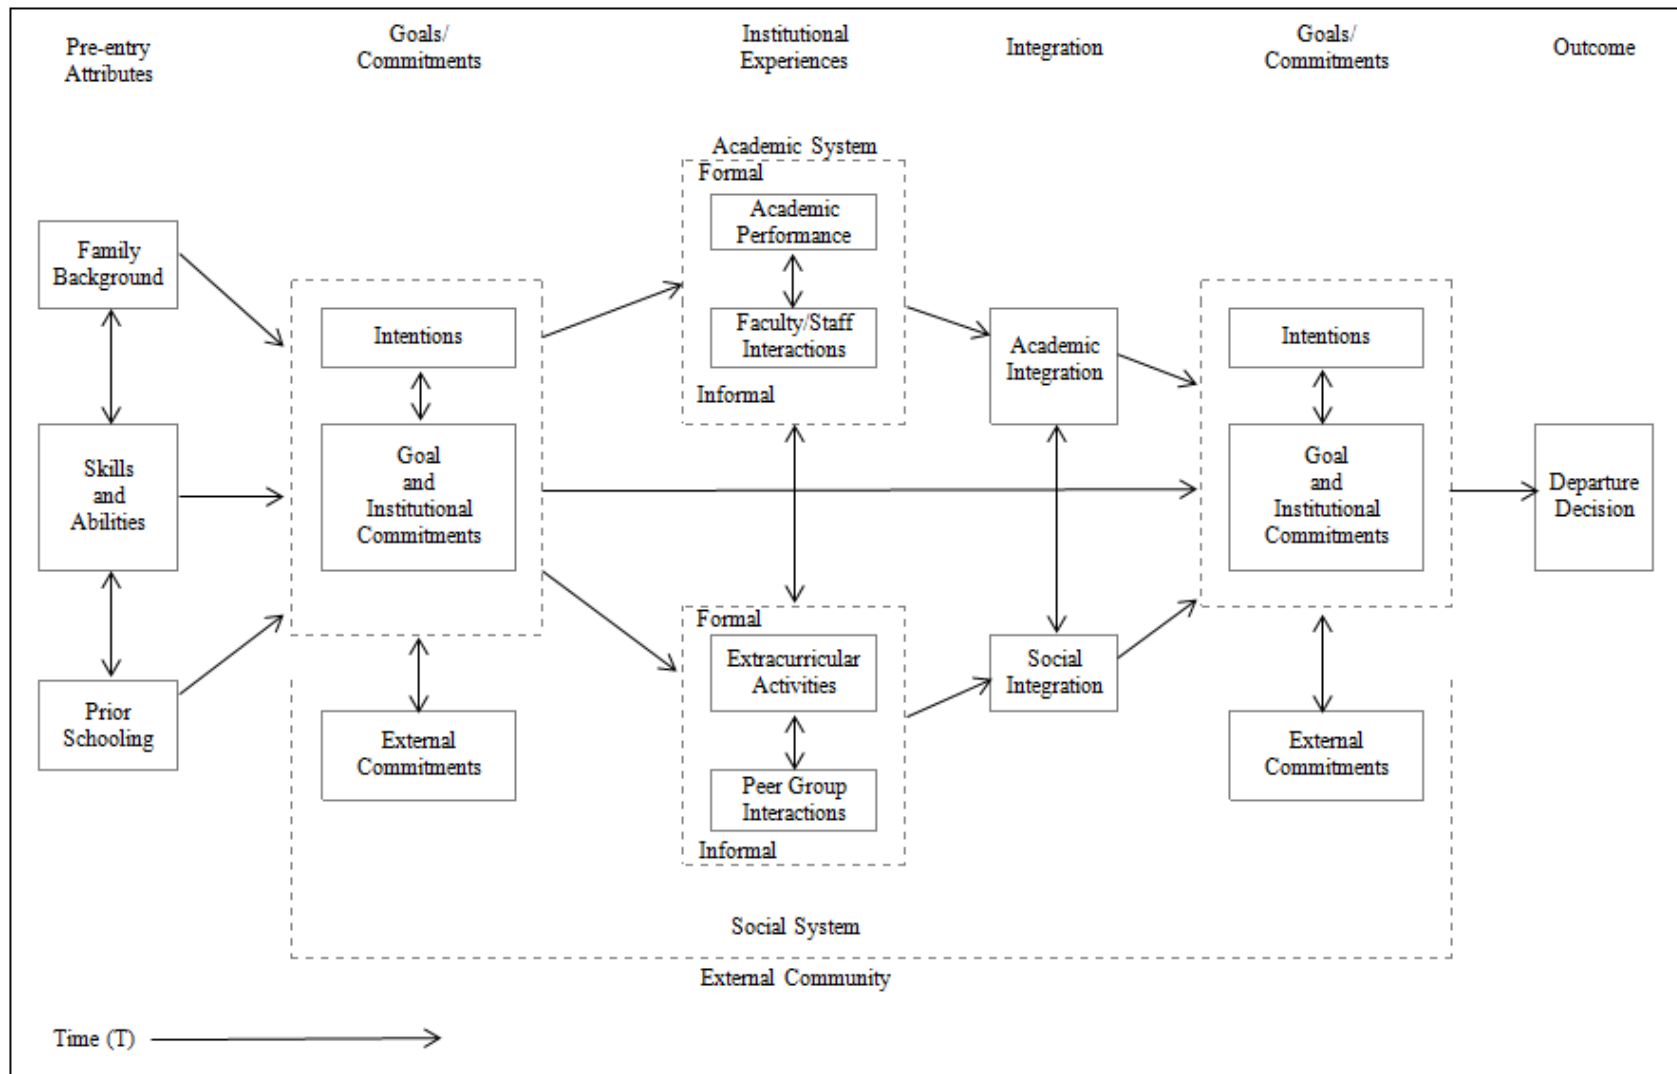 Pre-entry
Attributes
Goals/
Commitments
Institutional
Experiences
Integration
Goals/
Commitments
Outcome
Family
Background
Skills
and
Abilities
Prior
Schooling
Intentions
Goal
and
Institutional
Commitments
External
Commitments
Academic System
Formal
Academic
Performance
Faculty/Staff
Interactions
Informal
Formal
Extracurricular
Activities
Peer Group
Interactions
Informal
Social System
External Community
Academic
Integration
Social
Integration
Intentions
Goal
and
Institutional
Commitments
External
Commitments
Departure
Decision
Time (T)